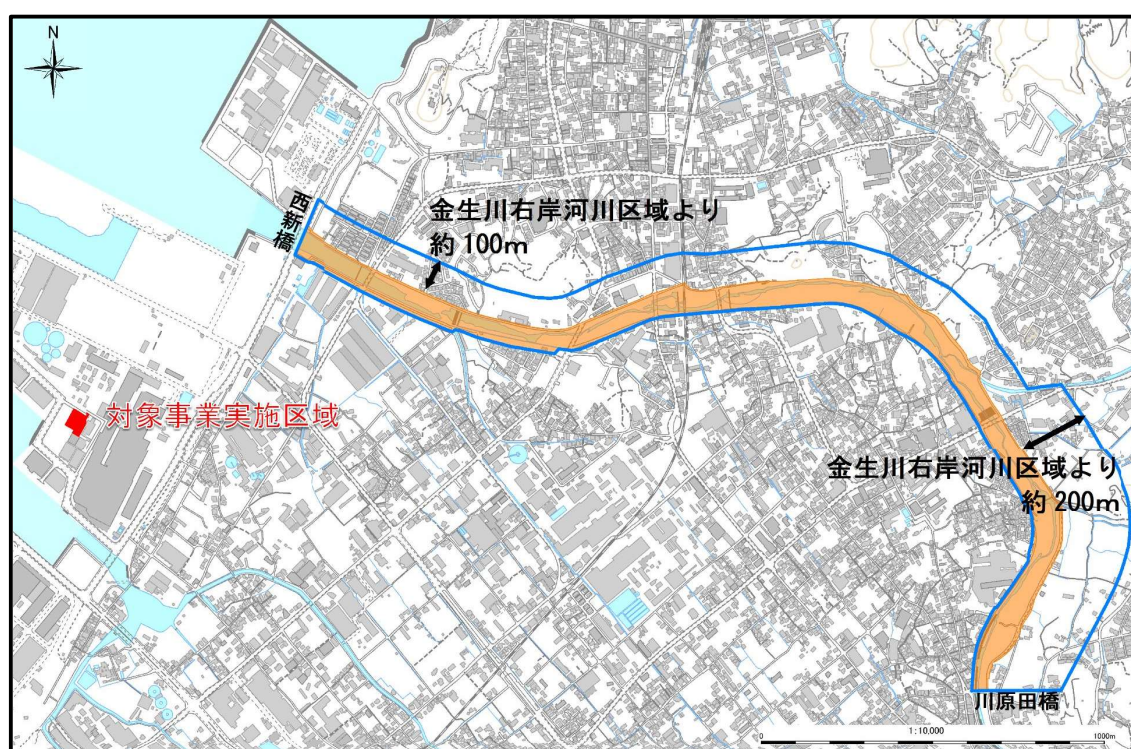 N
西新橋
金生川右岸河川区域より
約100m
対象事業実施区域
金生川右岸河川区域より
約200m
川原田橋
1:10,000
0
1000m